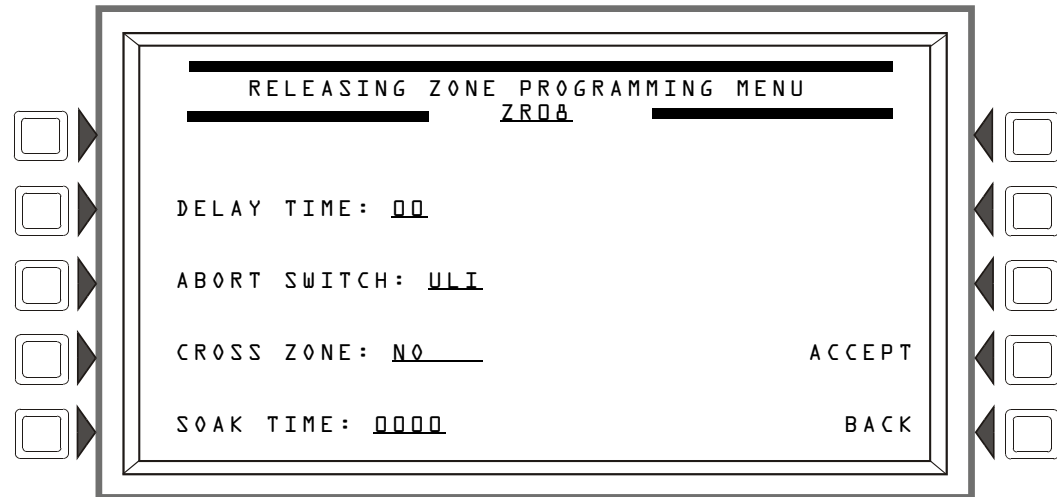 RELEASING ZONE PROGRAMMING MENU
ZR08
DELAY TIME: 00
ABORT SWITCH: ULI
CROSS ZONE: NO
ACCEPT
SOAK TIME: 0000
BACK